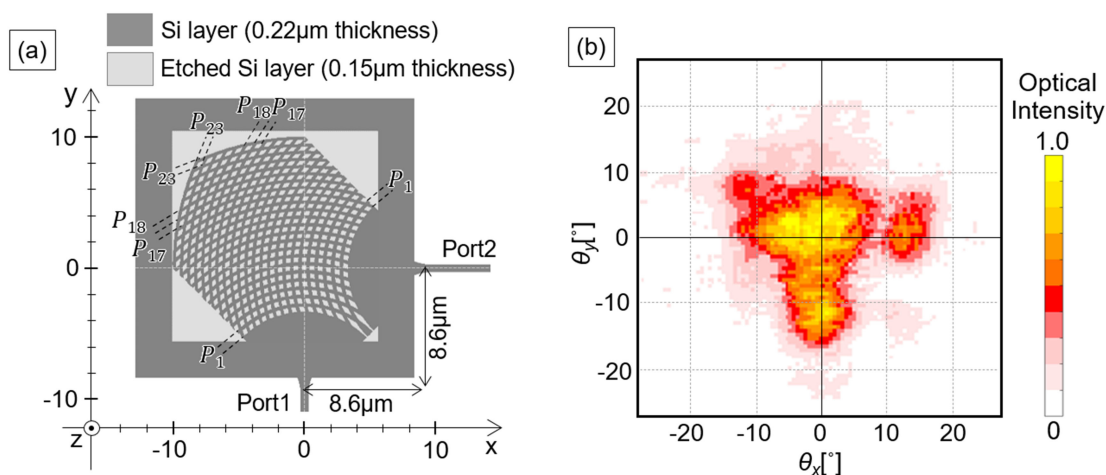 (a)
Si layer (0.22μm thickness)
Etched Si layer (0.15μm thickness)
y
10
0
-10
z
-10
0
10
x
P23
P18 P17
P23
P18
P17
P1
P1
Port2
Port1
8.6μm
8.6μm
(b)
Optical
Intensity
1.0
0
θy[°]
20
10
0
-10
-20
-20
-10
0
10
20
θx[°]